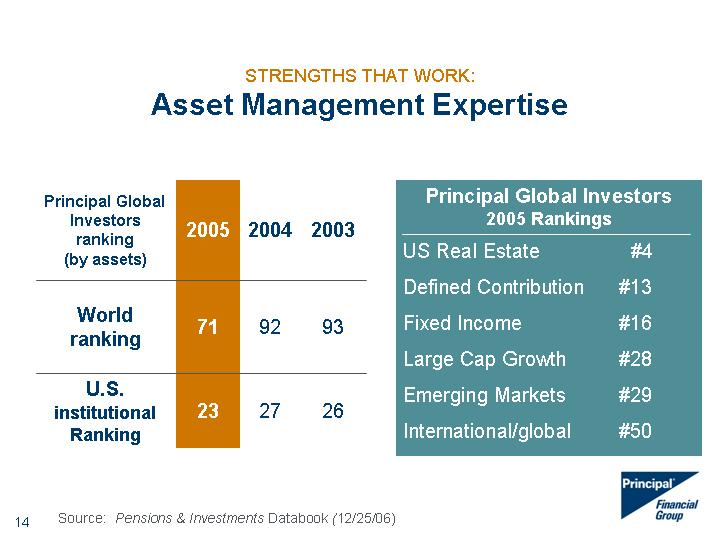 STRENGTHS THAT WORK:
Asset Management Expertise
Principal Global
Investors
ranking
(by assets)
2005 2004 2003
World
ranking
71 92 93
U.S.
institutional
Ranking
23 27 26
Principal Global Investors
2005 Rankings
US Real Estate #4
Defined Contribution #13
Fixed Income #16
Large Cap Growth #28
Emerging Markets #29
International/global #50
Principal
Financial
Group
14
Source: Pensions & Investments Databook (12/25/06)